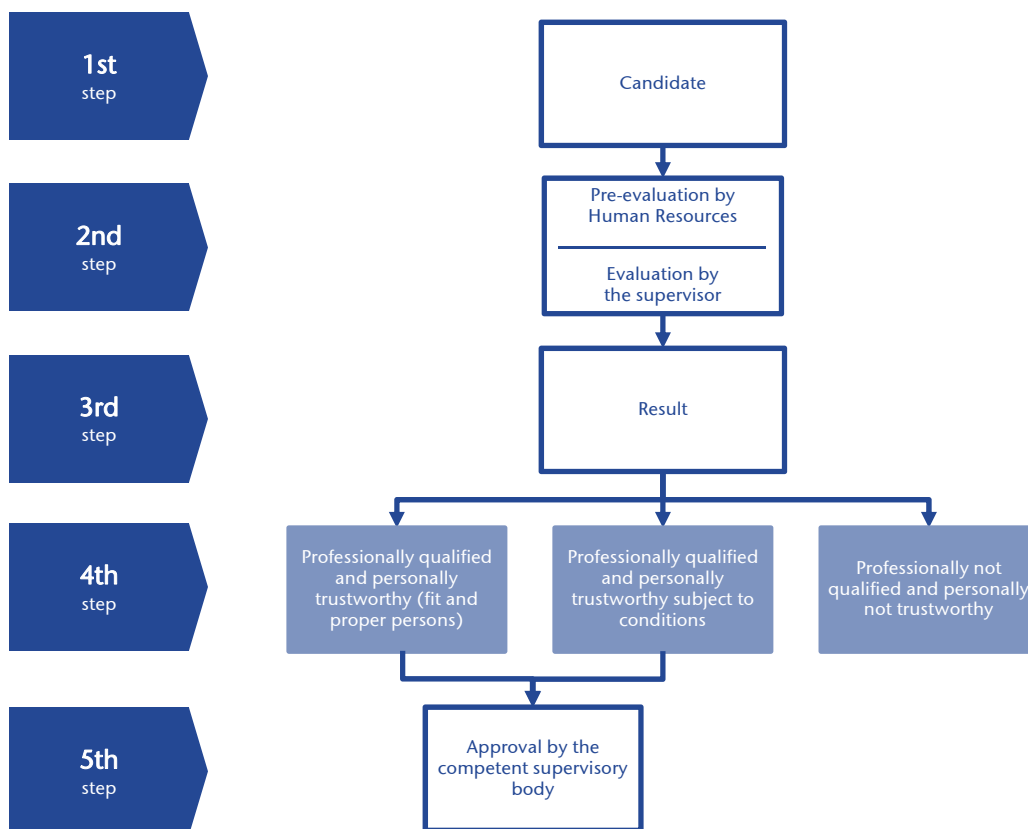 1st
step
Candidate
2nd
step
Pre-evaluation by
Human Resources
Evaluation by
the supervisor
3rd
step
Result
4th
step
Professionally qualified
and personally
trustworthy (fit and
proper persons)
Professionally qualified
and personally
trustworthy subject to
conditions
Professionally not
qualified and personally
not trustworthy
5th
step
Approval by the
competent supervisory
body